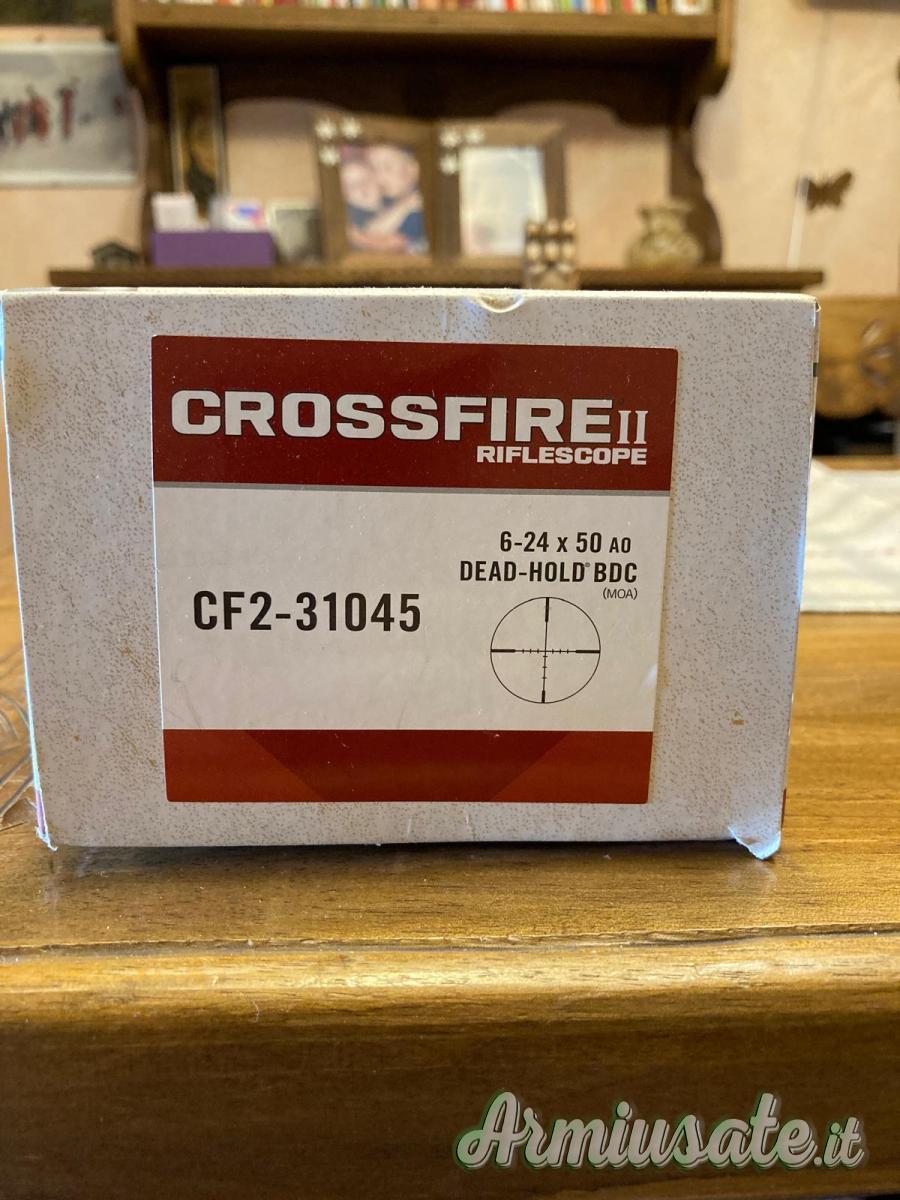 CROSSFIRE II
RIFLESCOPE
6-24 x 50 AO
DEAD-HOLD® BDC
(MOA)
CF2-31045
Armiusate.it